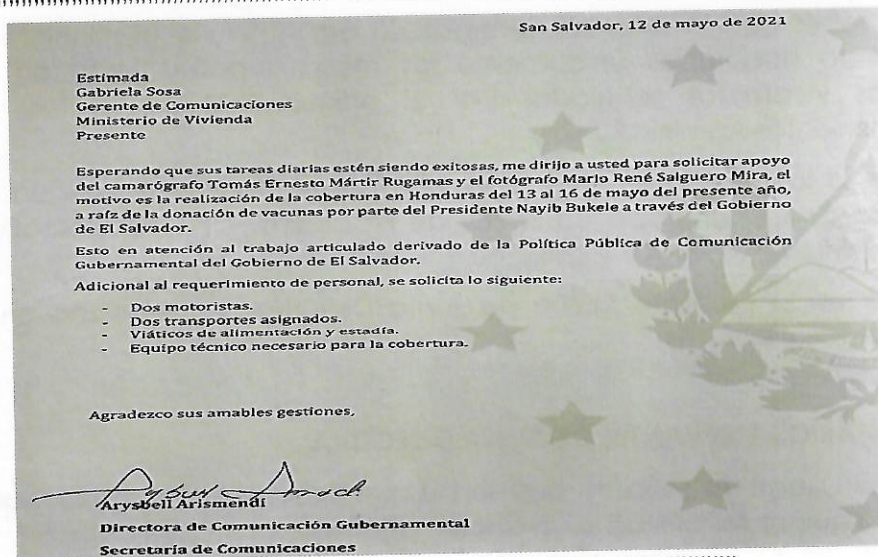 San Salvador, 12 de mayo de 2021
Estimada
Gabriela Sosa
Gerente de Comunicaciones
Ministerio de Vivienda
Presente
Esperando que sus tareas diarias estén siendo exitosas, me dirijo a usted para solicitar apoyo
del camarógrafo Tomás Ernesto Mártir Rugamas y el fotógrafo Mario René Salguero Mira, el
motivo es la realización de la cobertura en Honduras del 13 al 16 de mayo del presente año,
a raíz de la donación de vacunas por parte del Presidente Nayib Bukele a través del Gobierno
de El Salvador.
Esto en atención al trabajo articulado derivado de la Política Pública de Comunicación
Gubernamental del Gobierno de El Salvador.
Adicional al requerimiento de personal, se solicita lo siguiente:
- Dos motoristas.
- Dos transportes asignados.
- Viáticos de alimentación y estadía.
- Equipo técnico necesario para la cobertura.
Agradezco sus amables gestiones,
Arysbell Arismendi
Directora de Comunicación Gubernamental
Secretaría de Comunicaciones